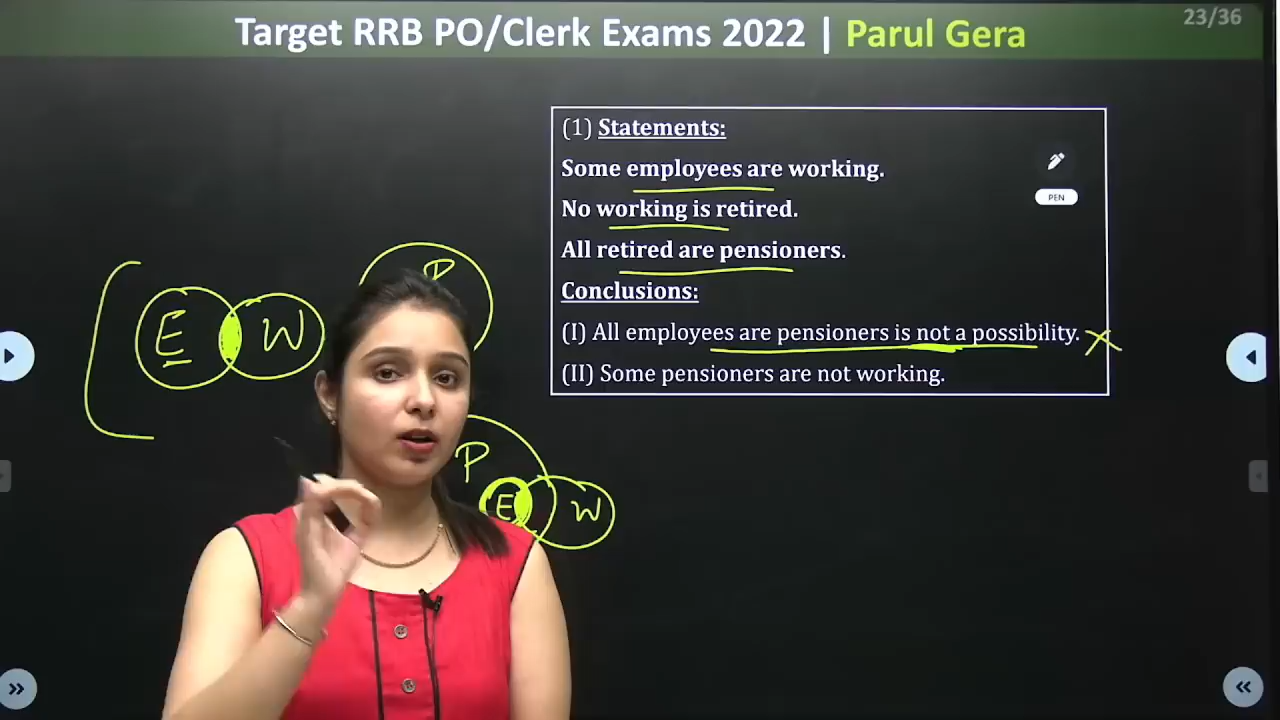 Target RRB PO/Clerk Exams 2022 | Parul Gera
23/36
(1) Statements:
Some employees are working.
No working is retired.
All retired are pensioners.
Conclusions:
(I) All employees are pensioners is not a possibility.
(II) Some pensioners are not working.
PEN
E W
P
P
E W